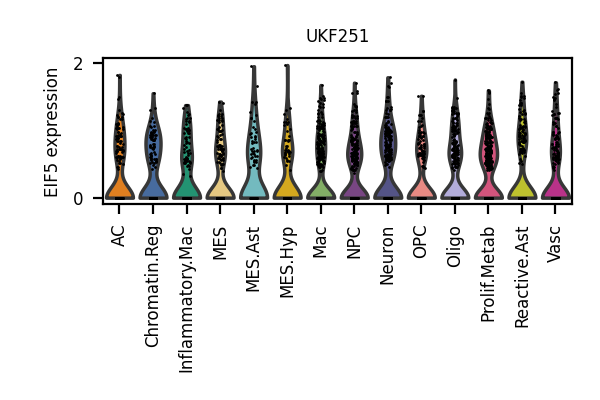 UKF251
EIF5 expression
2
0
AC
Chromatin.Reg
Inflammatory.Mac
MES
MES.Ast
MES.Hyp
Mac
NPC
Neuron
OPC
Oligo
Prolif.Metab
Reactive.Ast
Vasc